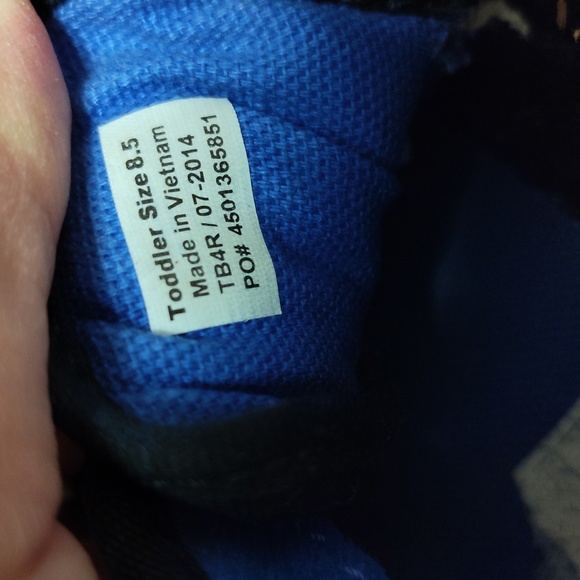 Toddler Size 8.5
Made in Vietnam
TB4R / 07-2014
PO# 4501365851